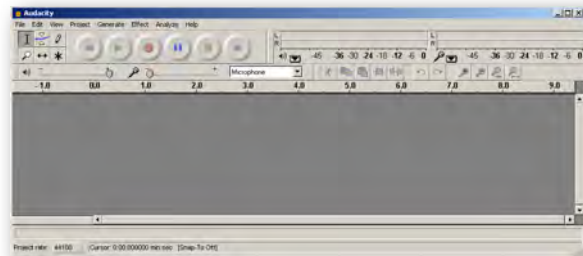 Audacity
File Edit View Project Generate Effect Analyze Help
L
R
-45 -36 -30 -24 -18 -12 -6 0
L
R
-45 -36 -30 -24 -18 -12 -6 0
Microphone
-1.0 0.0 1.0 2.0 3.0 4.0 5.0 6.0 7.0 8.0 9.0
Project rate: 44100 Cursor: 0:00.000000 min:sec [Snap-To Off]